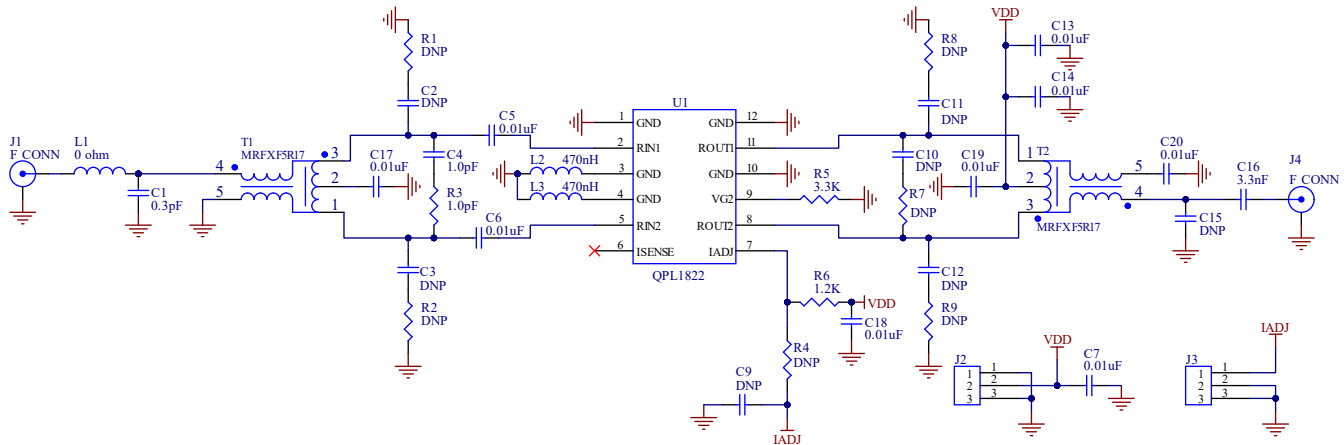 J1
F CONN
L1
0 ohm
C1
0.3pF
T1
MRFXF5R17
4
5
3
2
1
C17
0.01uF
R1
DNP
C2
DNP
C4
1.0pF
R3
1.0pF
C3
DNP
R2
DNP
C5
0.01uF
C6
0.01uF
L2
470nH
L3
470nH
U1
1
GND
2
RIN1
3
GND
4
GND
5
RIN2
6
ISENSE
12
GND
11
ROUT1
10
GND
9
VG2
8
ROUT2
7
IADJ
QPL1822
R5
3.3K
R6
1.2K
VDD
C18
0.01uF
R4
DNP
C9
DNP
IADJ
R8
DNP
C11
DNP
C10
DNP
R7
DNP
C12
DNP
R9
DNP
C19
0.01uF
VDD
C13
0.01uF
C14
0.01uF
T2
1
2
3
5
4
MRFXF5R17
C20
0.01uF
C15
DNP
C16
3.3nF
J4
F CONN
J2
1
2
3
1
2
3
VDD
C7
0.01uF
J3
1
2
3
1
2
3
IADJ